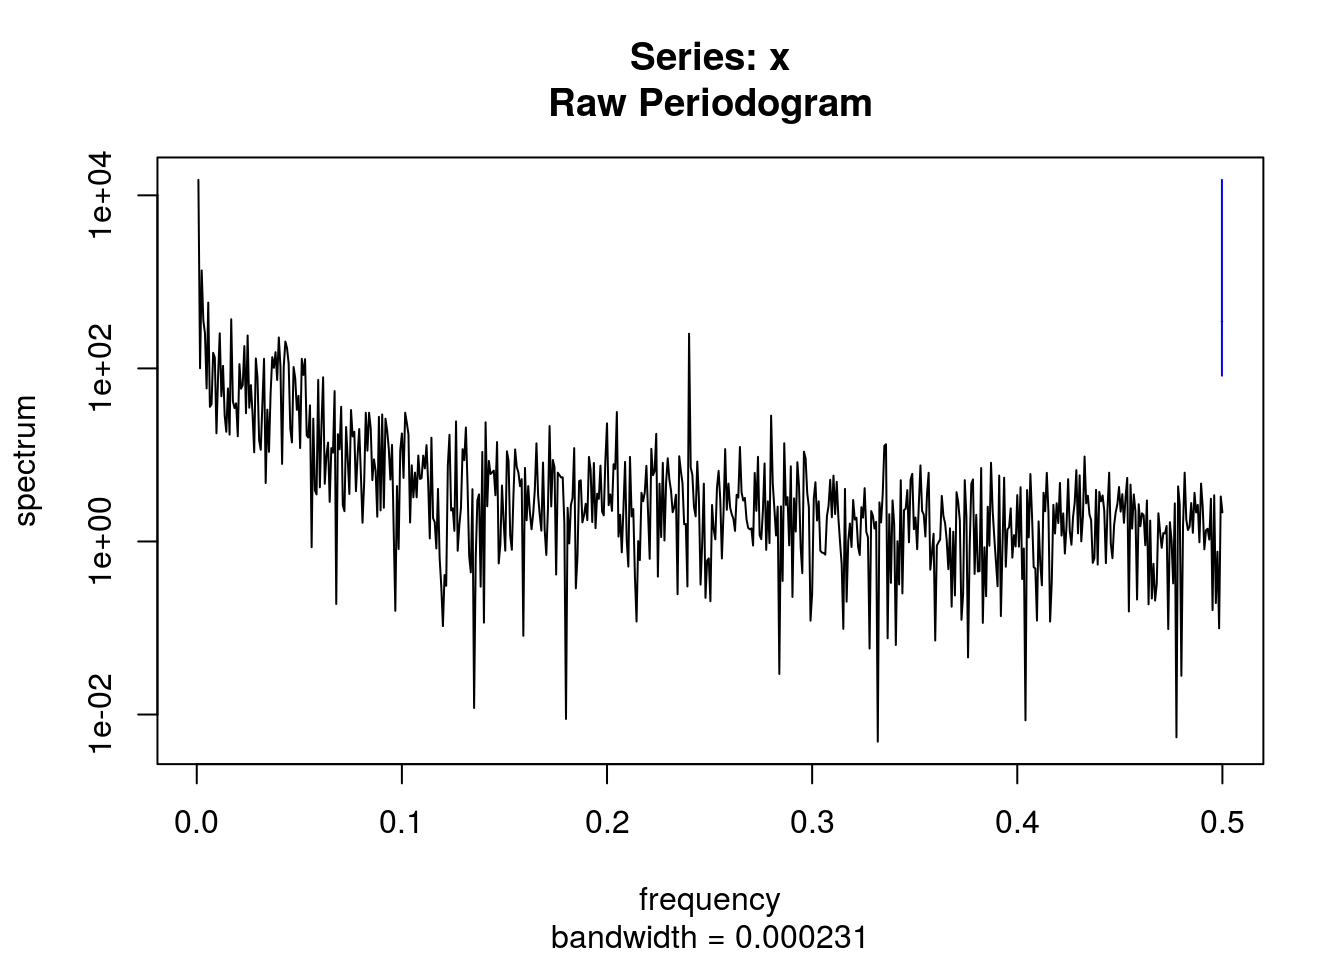 Series: x
Raw Periodogram
spectrum
1e+04
1e+02
1e+00
1e-02
0.0 0.1 0.2 0.3 0.4 0.5
frequency
bandwidth = 0.000231